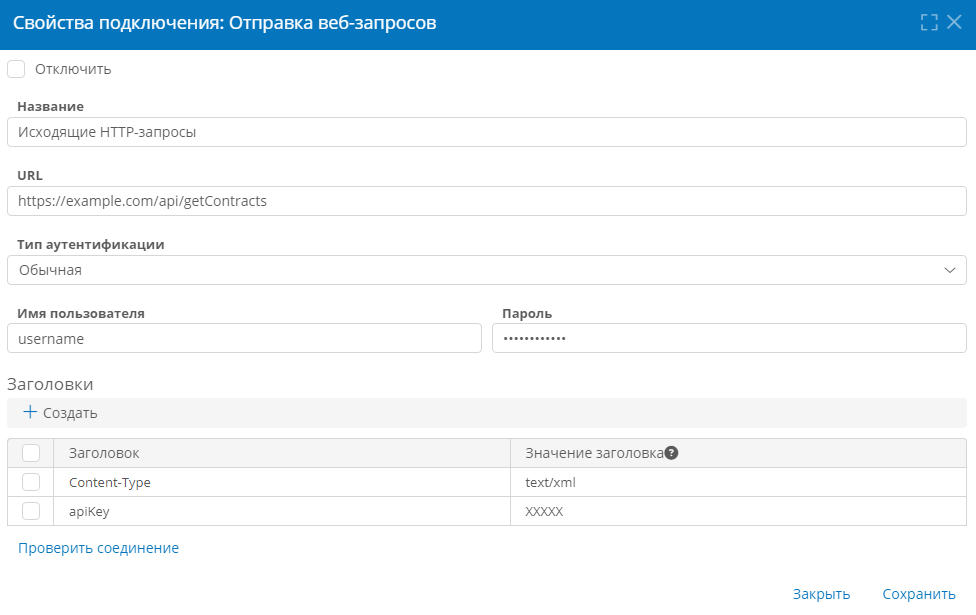 Свойства подключения: Отправка веб-запросов
Отключить
Название
Исходящие HTTP-запросы
URL
https://example.com/api/getContracts
Тип аутентификации
Обычная
Имя пользователя Пароль
username ••••••••••••
Заголовки
+ Создать
Заголовок Значение заголовка ?
Content-Type text/xml
apiKey XXXXX
Проверить соединение
Закрыть Сохранить